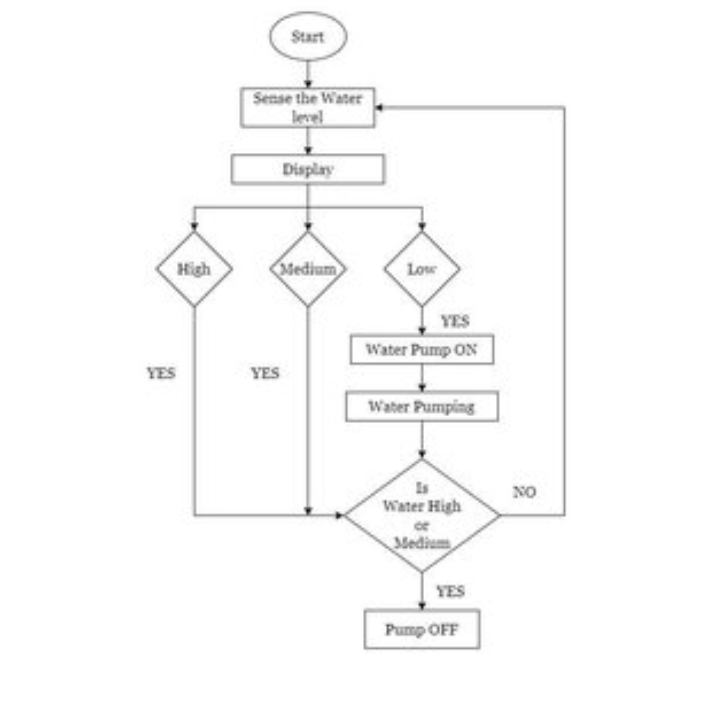 Start
Sense the Water
level
Display
High
Medium
Low
YES
Water Pump ON
YES
YES
Water Pumping
Is
Water High
or
Medium
NO
YES
Pump OFF